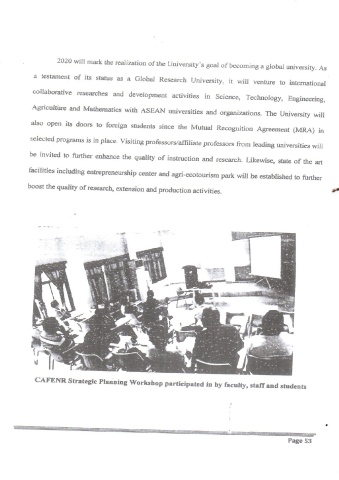 2020 will mark the realization of the University's goal of becoming a global university. As
a testament of its status as a Global Research University, it will venture to international
collaborative researches and development activities in Science, Technology, Engineering,
Agriculture and Mathematics with ASEAN universities and organizations. The University will
also open its doors to foreign students since the Mutual Recognition Agreement (MRA) in
selected programs is in place. Visiting professors/affiliate professors from leading universities will
be invited to further enhance the quality of instruction and research. Likewise, state of the art
facilities including entrepreneurship center and agri-ecotourism park will be established to further
boost the quality of research, extension and production activities.
CAFENR Strategic Planning Workshop participated in by faculty, staff and students
Page 53